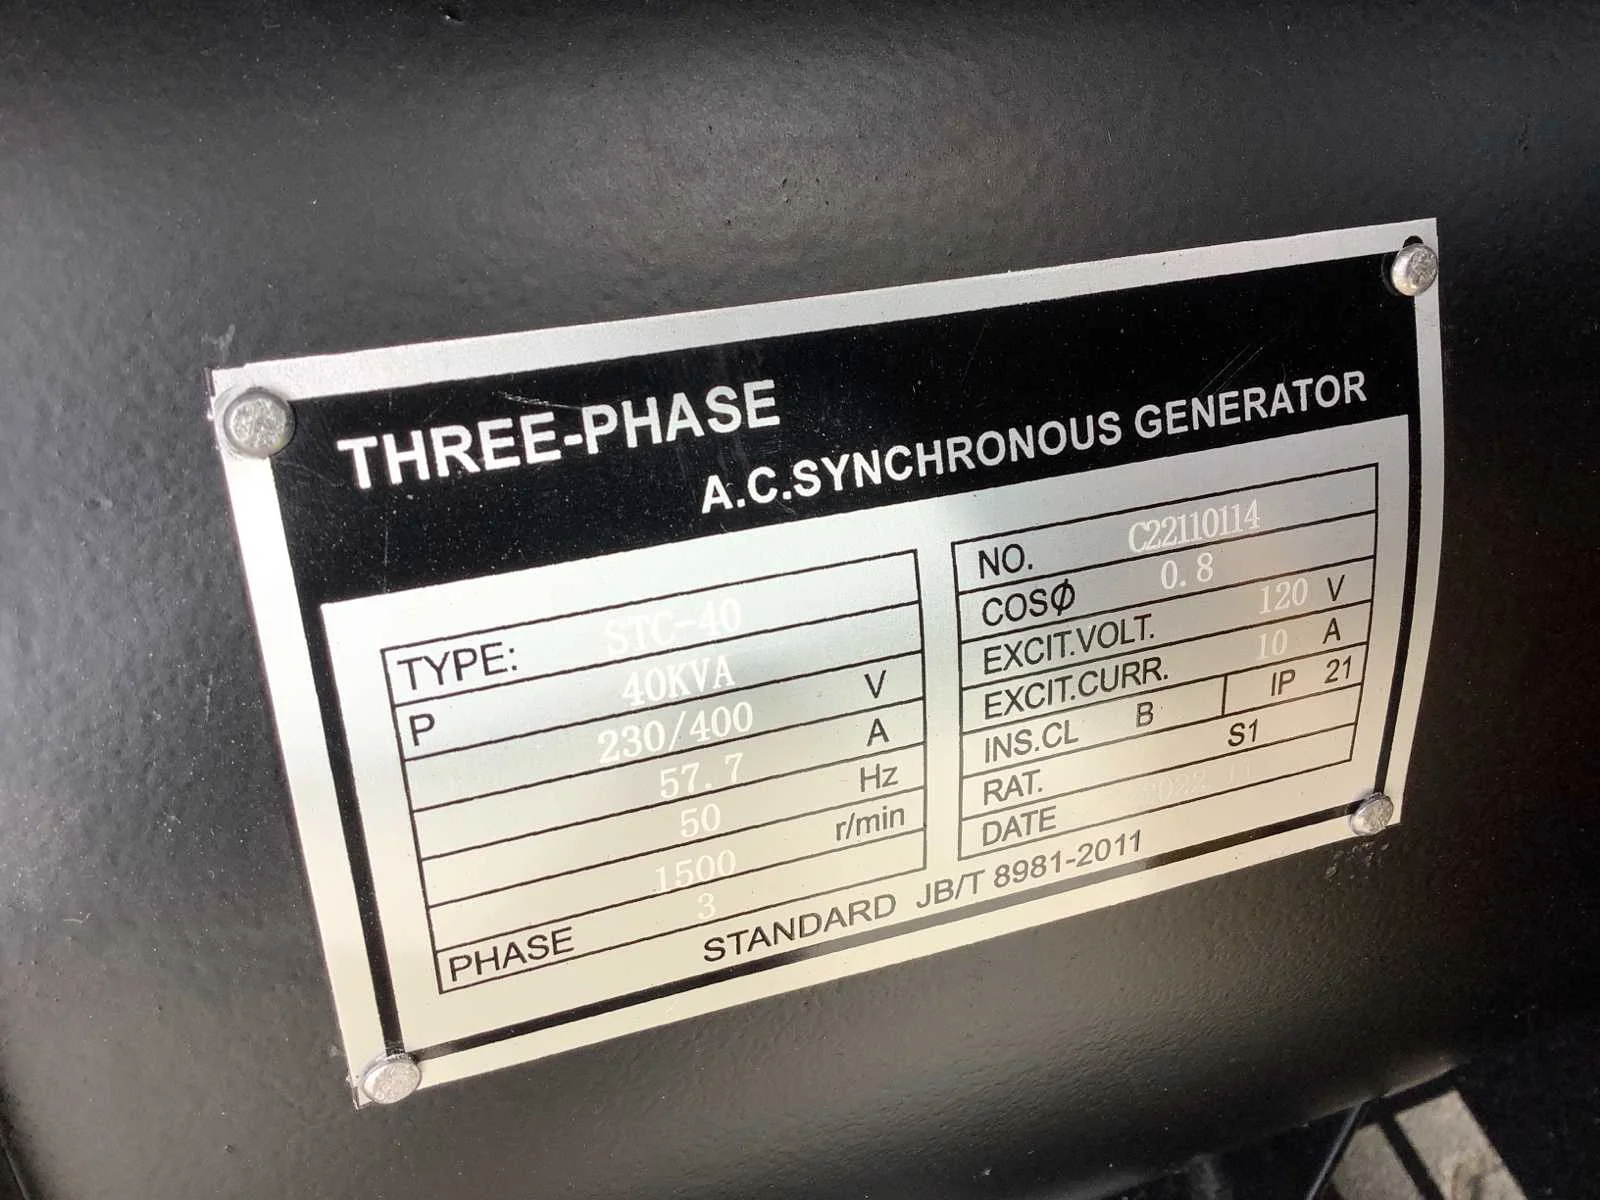 THREE-PHASE
A.C.SYNCHRONOUS GENERATOR
TYPE: STC-40
P 40KVA
230/400 V
57.7 A
50 Hz
1500 r/min
PHASE 3
NO. C22110114
COSØ 0.8
EXCIT.VOLT. 120 V
EXCIT.CURR. 10 A
INS.CL B IP 21
RAT. S1
DATE 2022.11
STANDARD JB/T 8981-2011